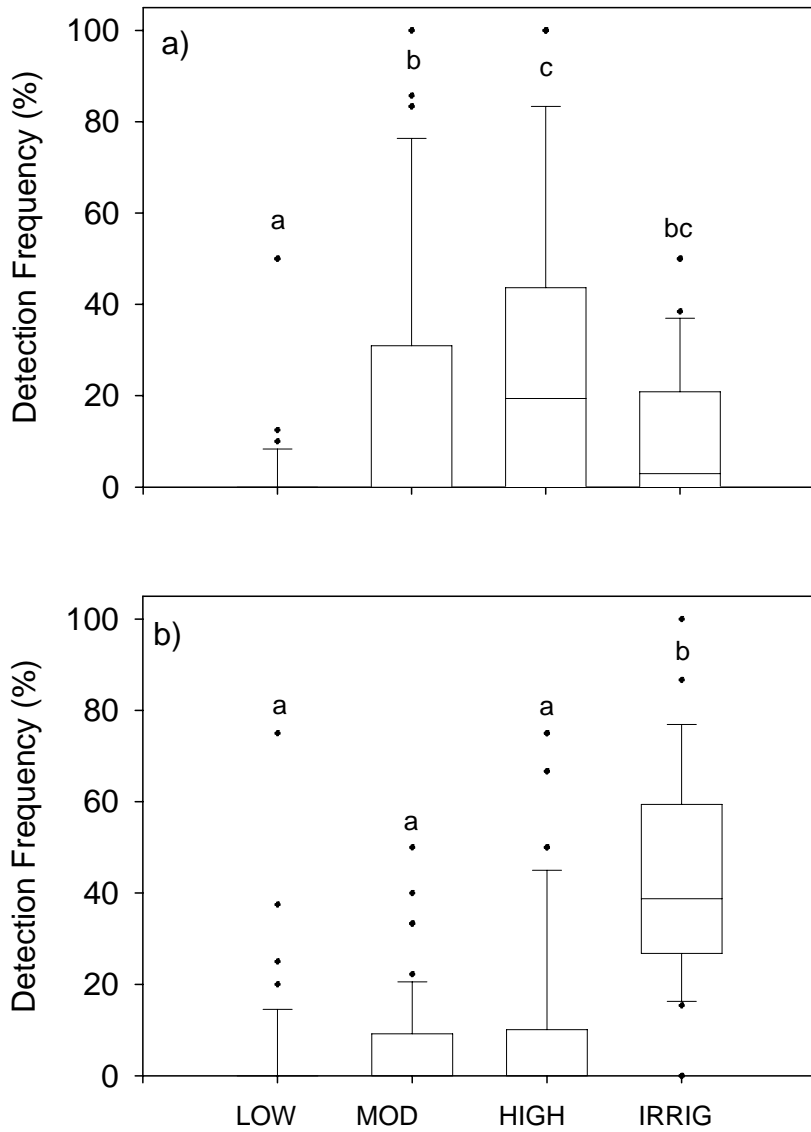 a)
Detection Frequency (%)
100
80
60
40
20
0
a
b
c
bc
b)
Detection Frequency (%)
100
80
60
40
20
0
a
a
a
b
LOW MOD HIGH IRRIG